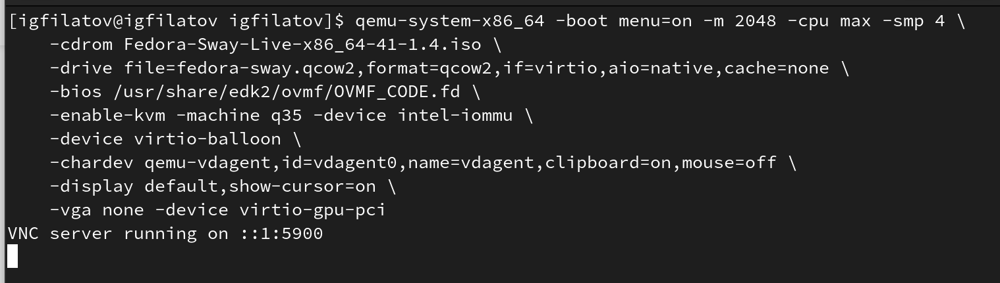 [igfilatov@igfilatov igfilatov]$ qemu-system-x86_64 -boot menu=on -m 2048 -cpu max -smp 4 \
    -cdrom Fedora-Sway-Live-x86_64-41-1.4.iso \
    -drive file=fedora-sway.qcow2,format=qcow2,if=virtio,aio=native,cache=none \
    -bios /usr/share/edk2/ovmf/OVMF_CODE.fd \
    -enable-kvm -machine q35 -device intel-iommu \
    -device virtio-balloon \
    -chardev qemu-vdagent,id=vdagent0,name=vdagent,clipboard=on,mouse=off \
    -display default,show-cursor=on \
    -vga none -device virtio-gpu-pci
VNC server running on ::1:5900